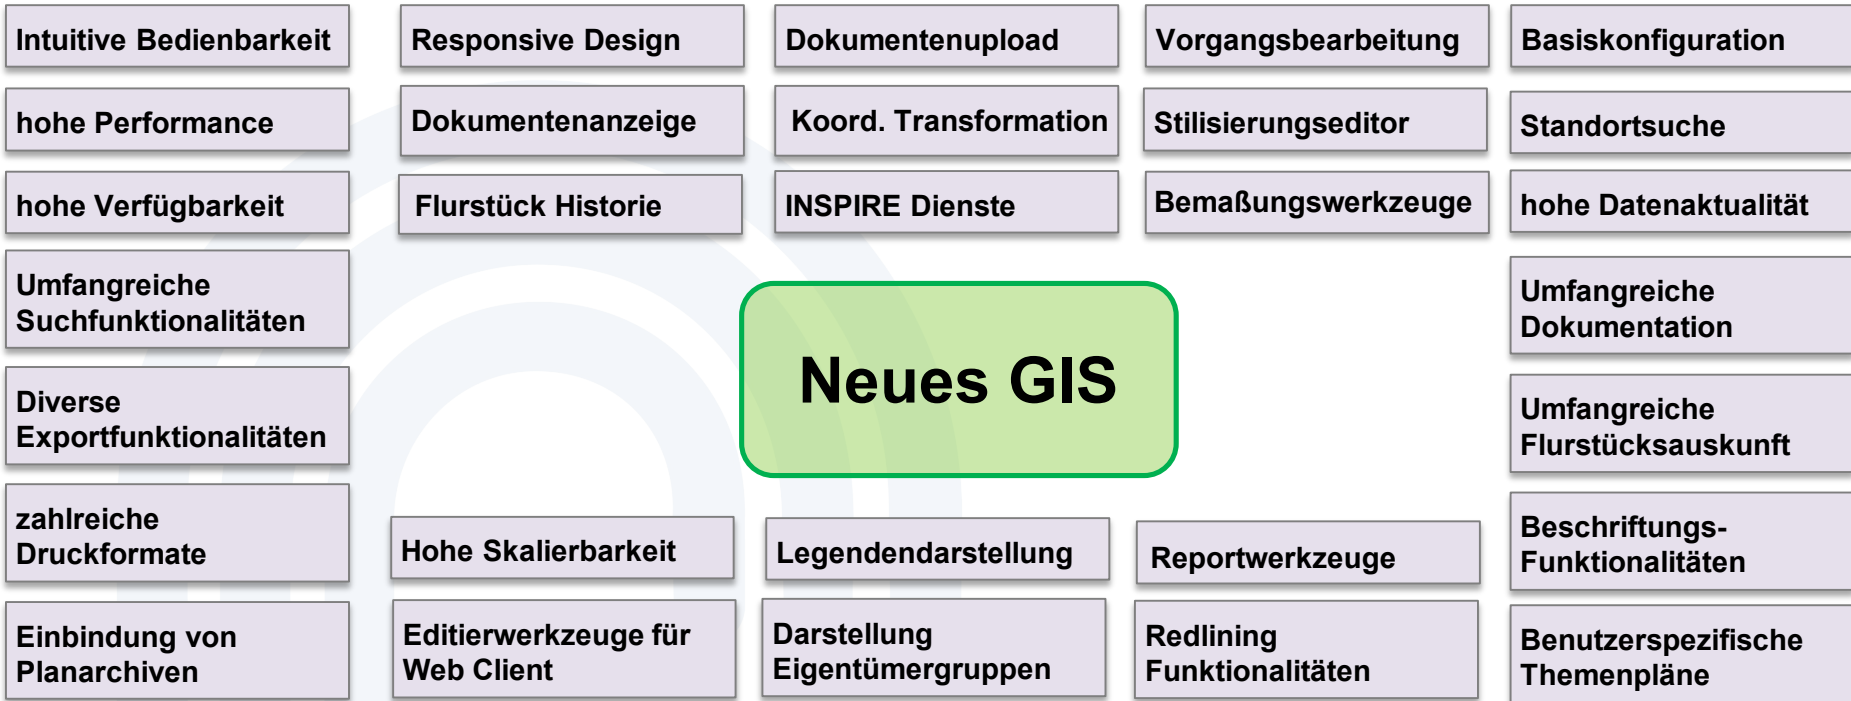 Intuitive Bedienbarkeit
Responsive Design
Dokumentenupload
Vorgangsbearbeitung
Basiskonfiguration
hohe Performance
Dokumentenanzeige
Koord. Transformation
Stilisierungseditor
Standortsuche
hohe Verfügbarkeit
Flurstück Historie
INSPIRE Dienste
Bemaßungswerkzeuge
hohe Datenaktualität
Umfangreiche
Suchfunktionalitäten
Umfangreiche
Dokumentation
Neues GIS
Diverse
Exportfunktionalitäten
Umfangreiche
Flurstücksauskunft
zahlreiche
Druckformate
Hohe Skalierbarkeit
Legendendarstellung
Reportwerkzeuge
Beschriftungs-
Funktionalitäten
Einbindung von
Planarchiven
Editierwerkzeuge für
Web Client
Darstellung
Eigentümergruppen
Redlining
Funktionalitäten
Benutzerspezifische
Themenpläne